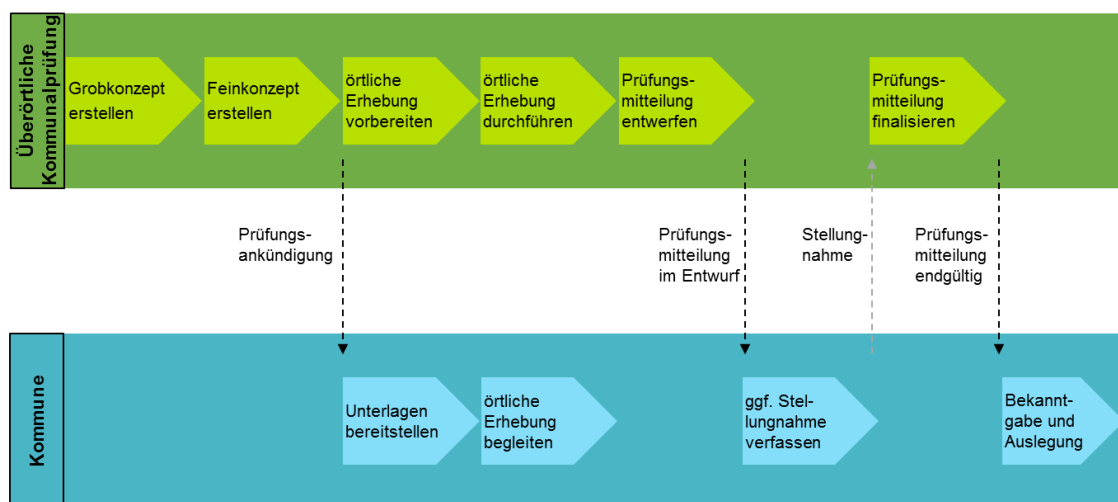 Überörtliche
Kommunalprüfung
Grobkonzept
erstellen
Feinkonzept
erstellen
örtliche
Erhebung
vorbereiten
örtliche
Erhebung
durchführen
Prüfungs-
mitteilung
entwerfen
Prüfungs-
mitteilung
finalisieren
Prüfungs-
ankündigung
Prüfungs-
mitteilung
im Entwurf
Stellung-
nahme
Prüfungs-
mitteilung
endgültig
Kommune
Unterlagen
bereitstellen
örtliche
Erhebung
begleiten
ggf. Stel-
lungnahme
verfassen
Bekannt-
gabe und
Auslegung